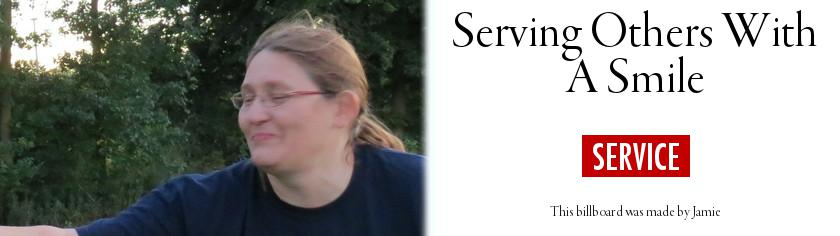 Serving Others With
A Smile
SERVICE
This billboard was made by Jamie